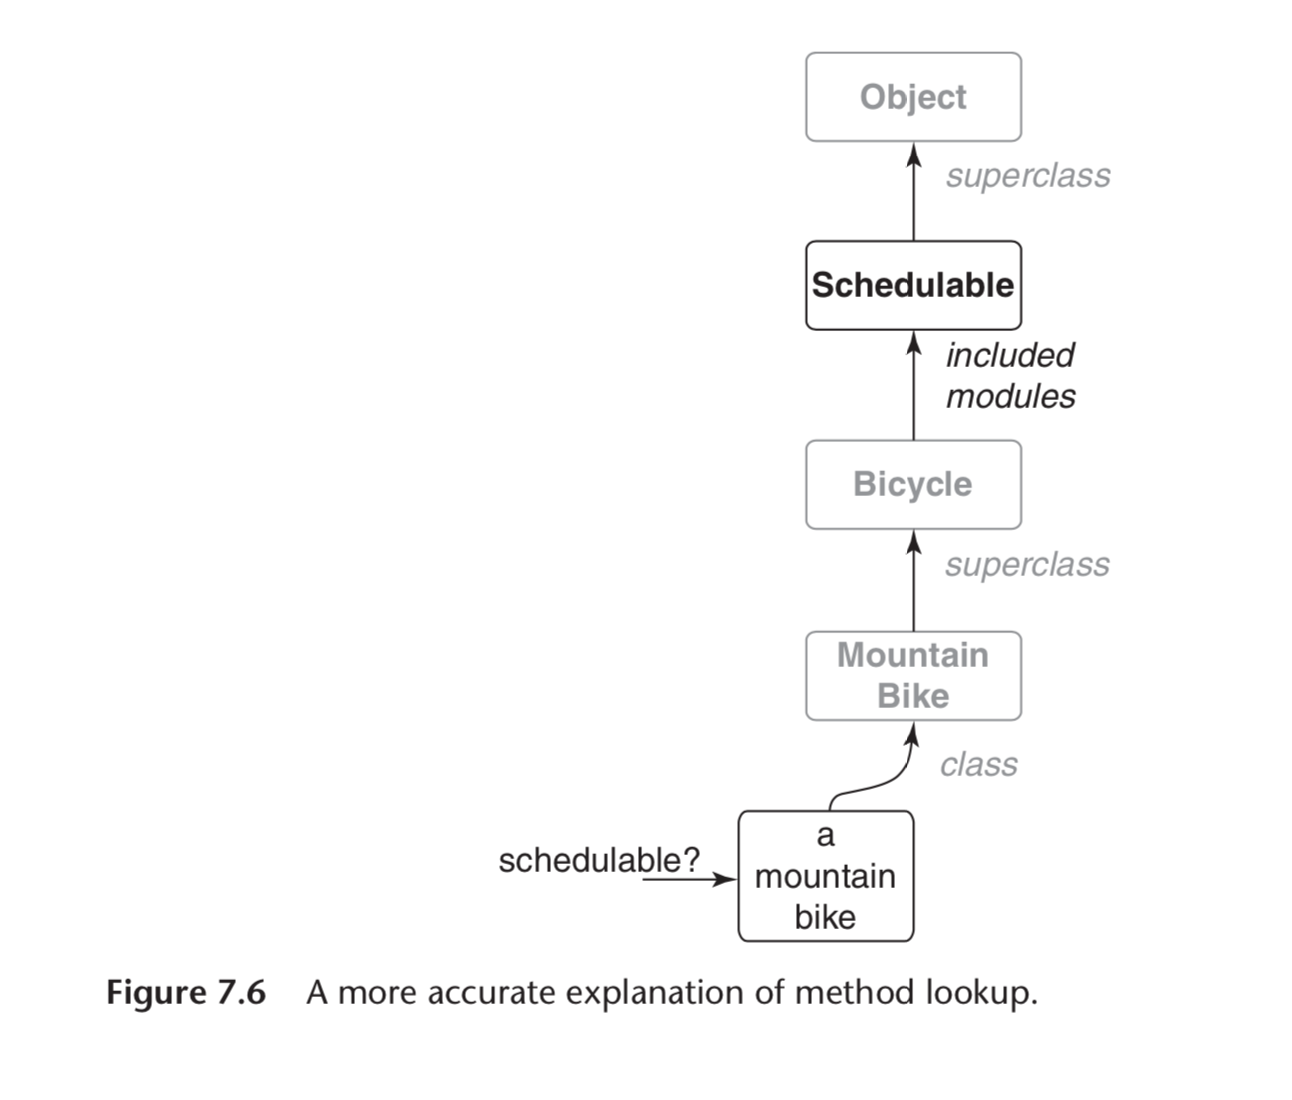 Object
superclass
Schedulable
included
modules
Bicycle
superclass
Mountain
Bike
class
schedulable?
a
mountain
bike
Figure 7.6 A more accurate explanation of method lookup.